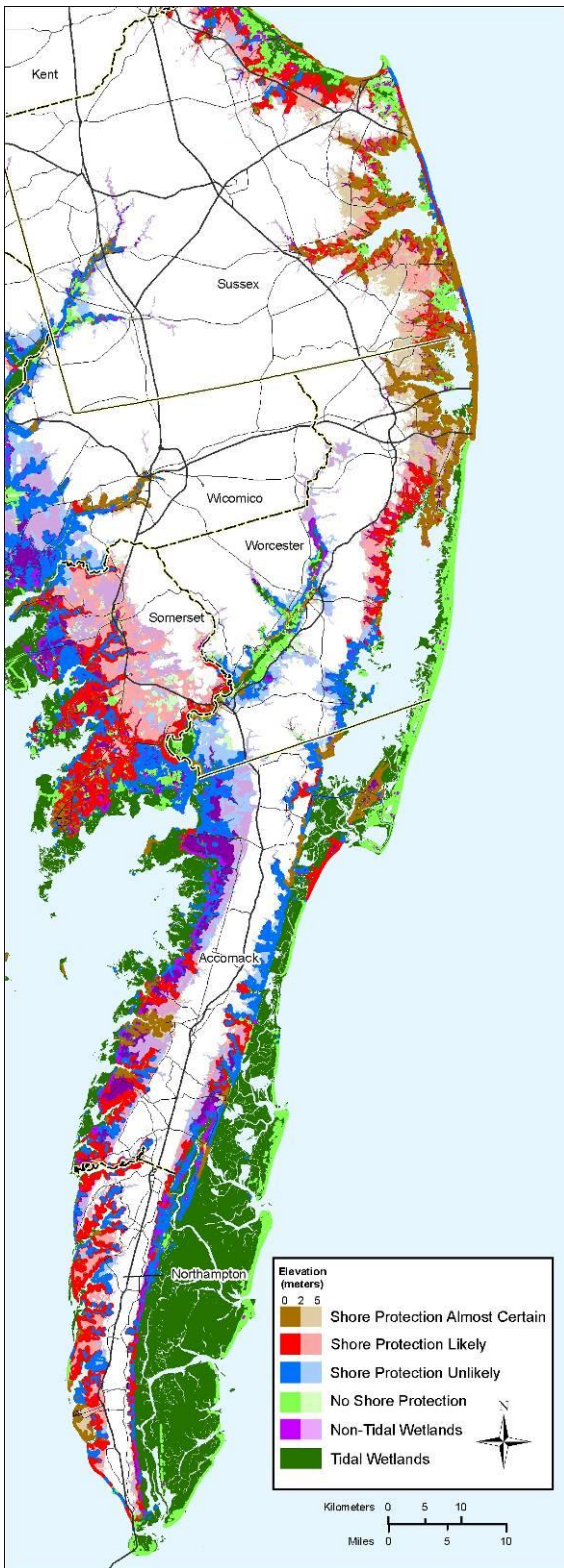 Kent
Sussex
Wicomico
Worcester
Somerset
Accomack
Northampton
Elevation
(meters)
0 2 5
Shore Protection Almost Certain
Shore Protection Likely
Shore Protection Unlikely
No Shore Protection
Non-Tidal Wetlands
Tidal Wetlands
N
Kilometers 0 5 10
Miles 0 5 10